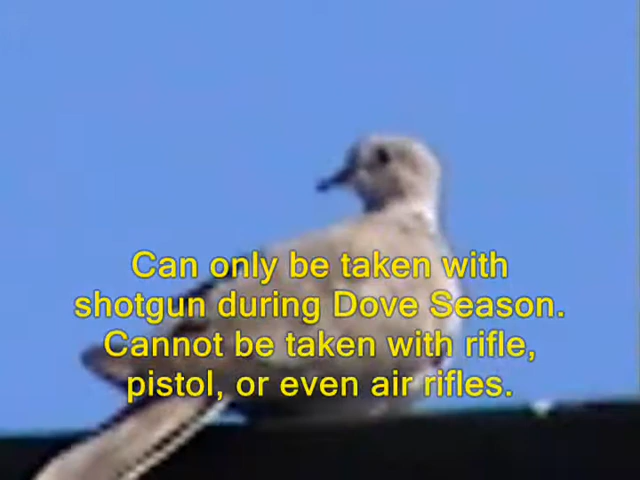 Can only be taken with
shotgun during Dove Season.
Cannot be taken with rifle,
pistol, or even air rifles.